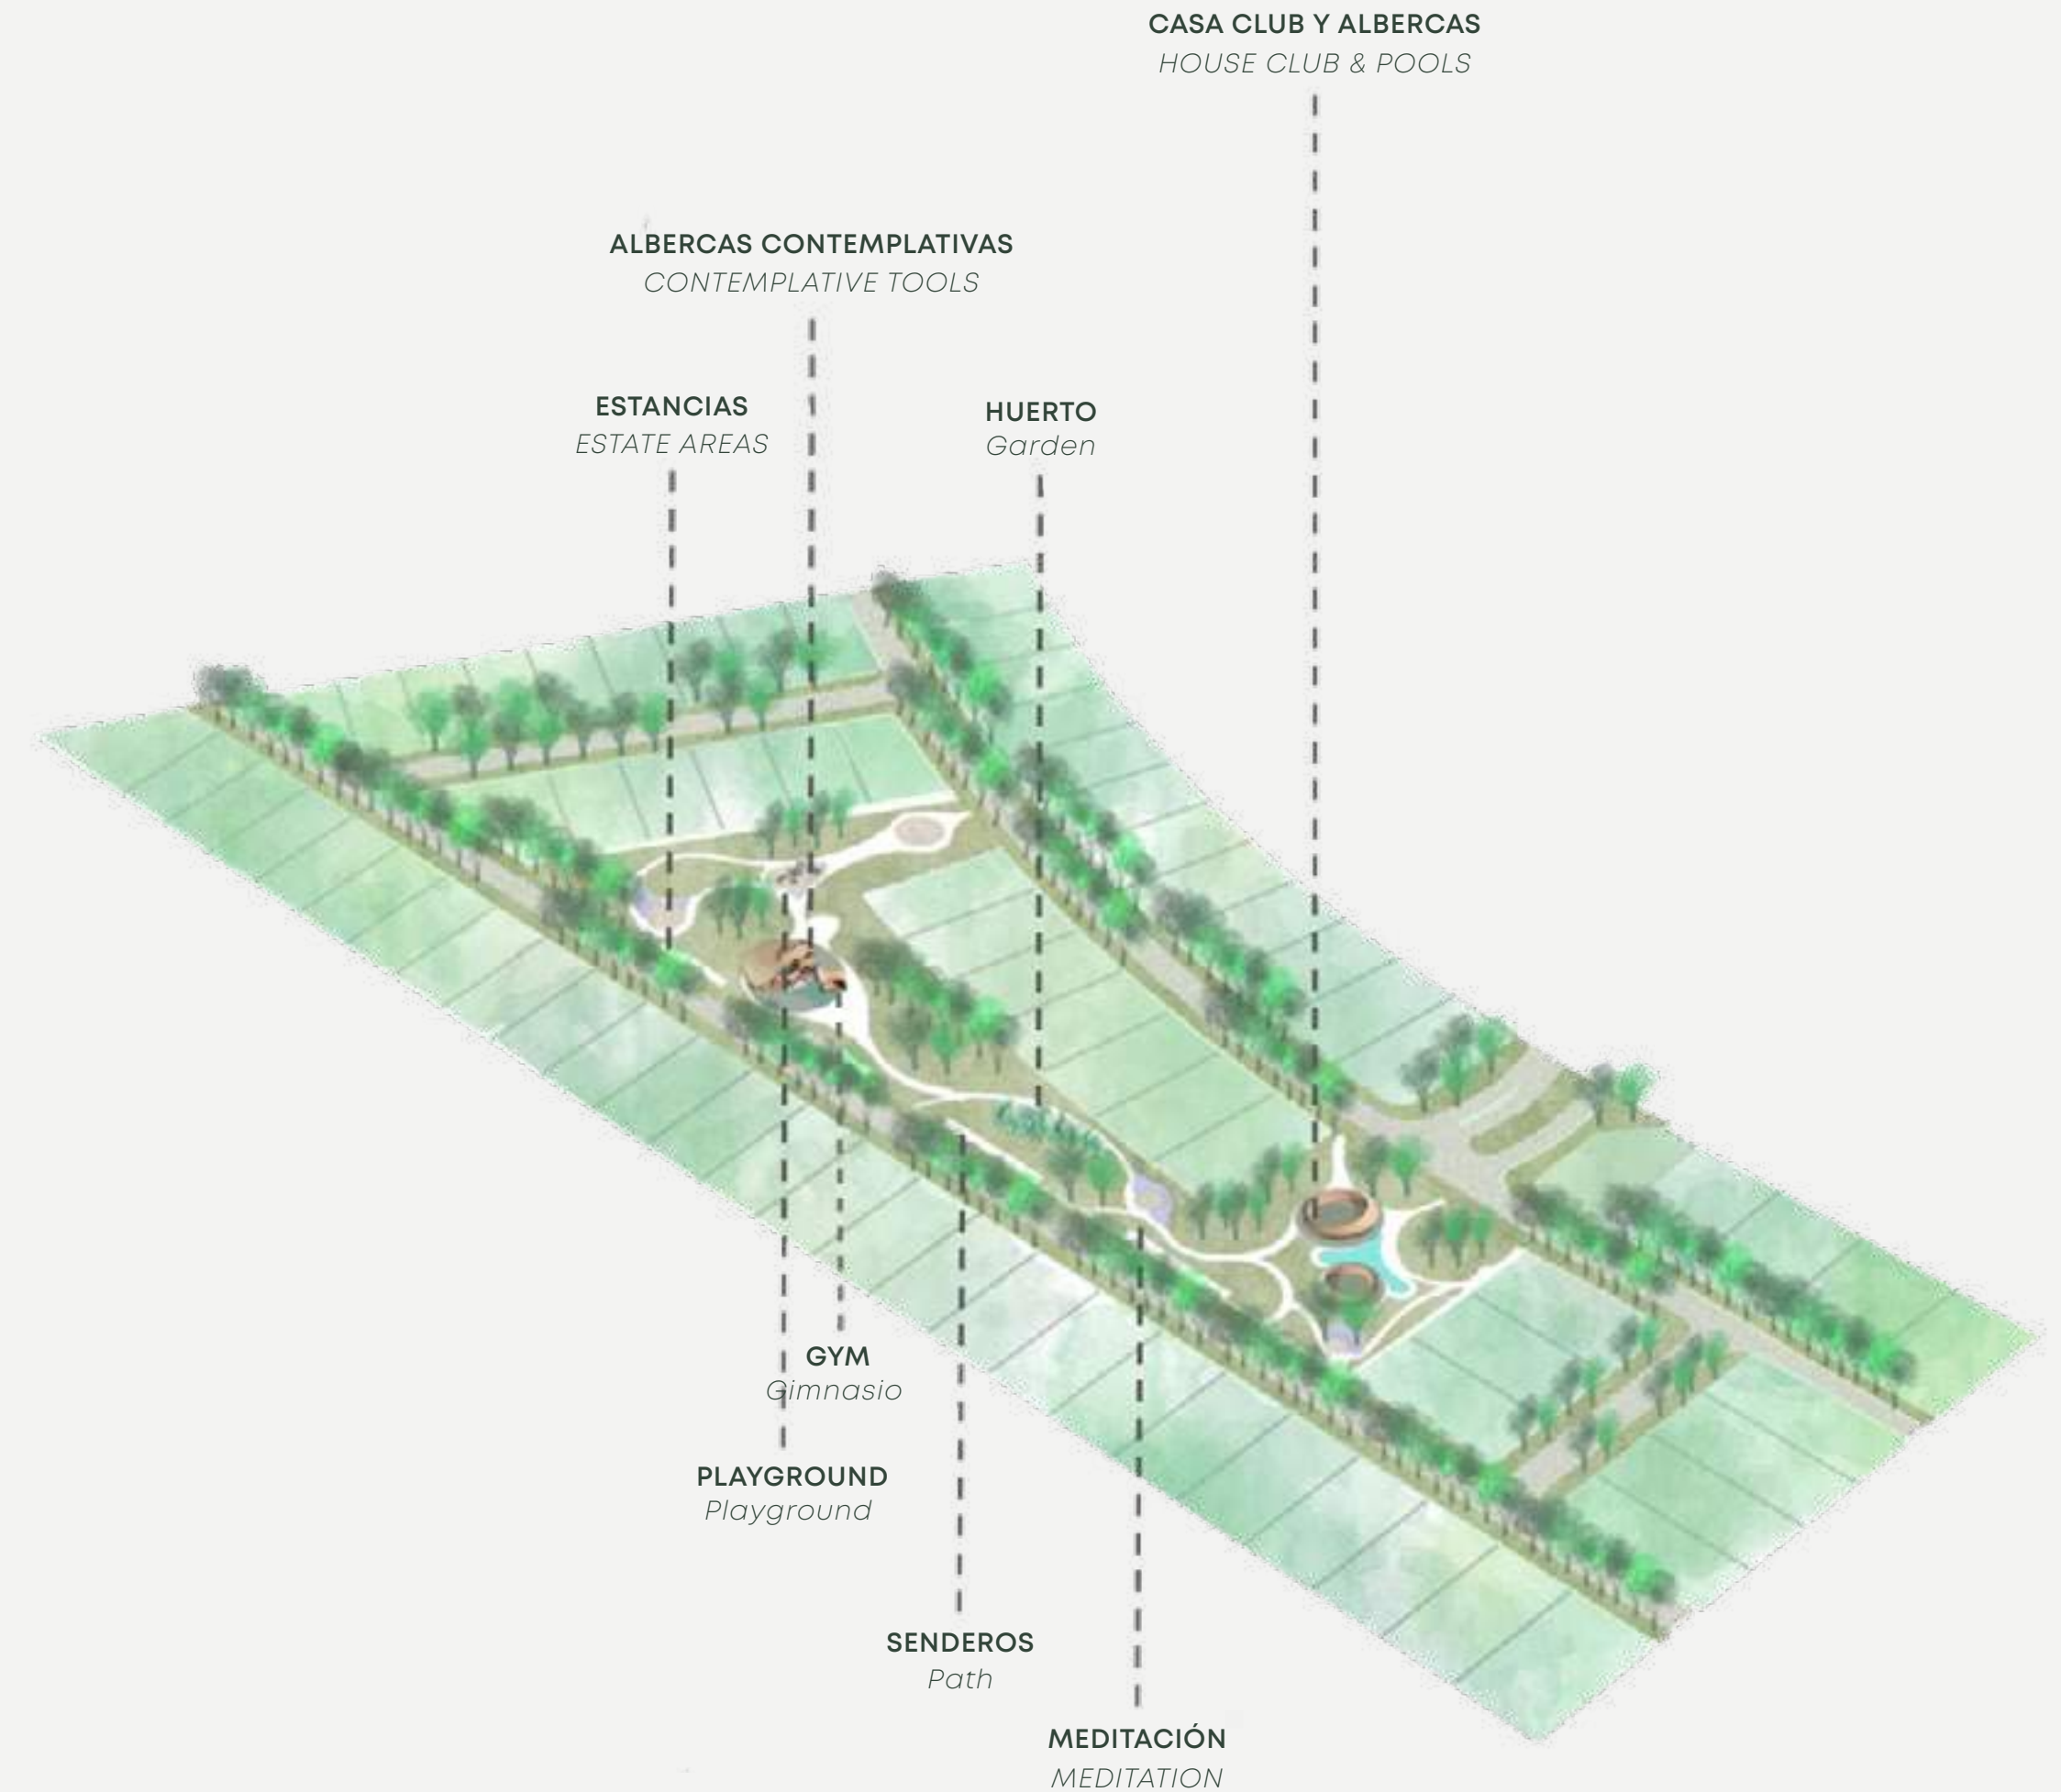 CASA CLUB Y ALBERCAS
HOUSE CLUB & POOLS
ALBERCAS CONTEMPLATIVAS
CONTEMPLATIVE TOOLS
ESTANCIAS
ESTATE AREAS
HUERTO
Garden
GYM
Gimnasio
PLAYGROUND
Playground
SENDEROS
Path
MEDITACIÓN
MEDITATION